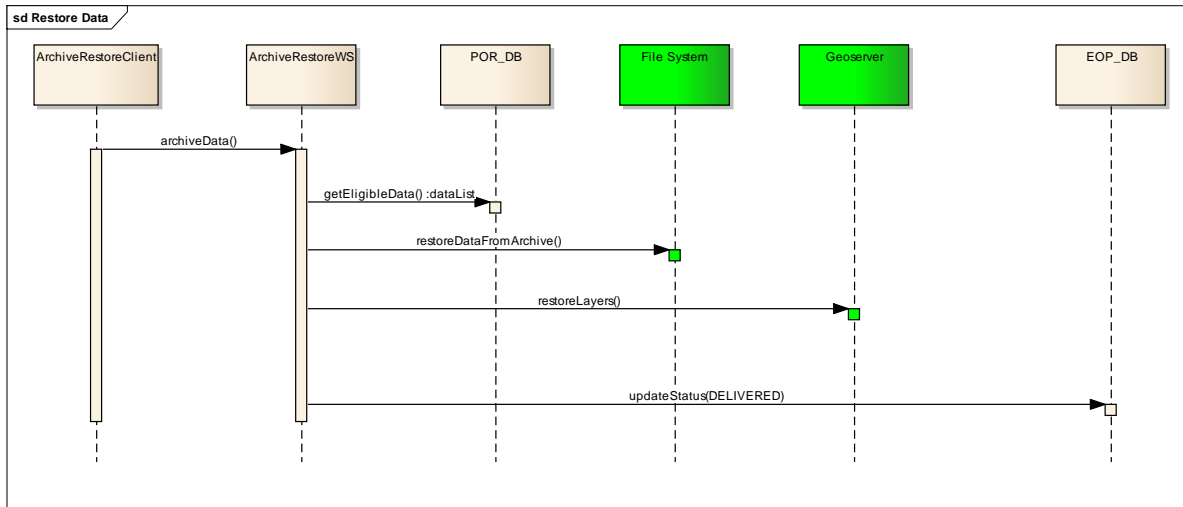 sd Restore Data
ArchiveRestoreClient
ArchiveRestoreWS
POR_DB
File System
Geoserver
EOP_DB
archiveData()
getEligibleData() :dataList
restoreDataFromArchive()
restoreLayers()
updateStatus(DELIVERED)